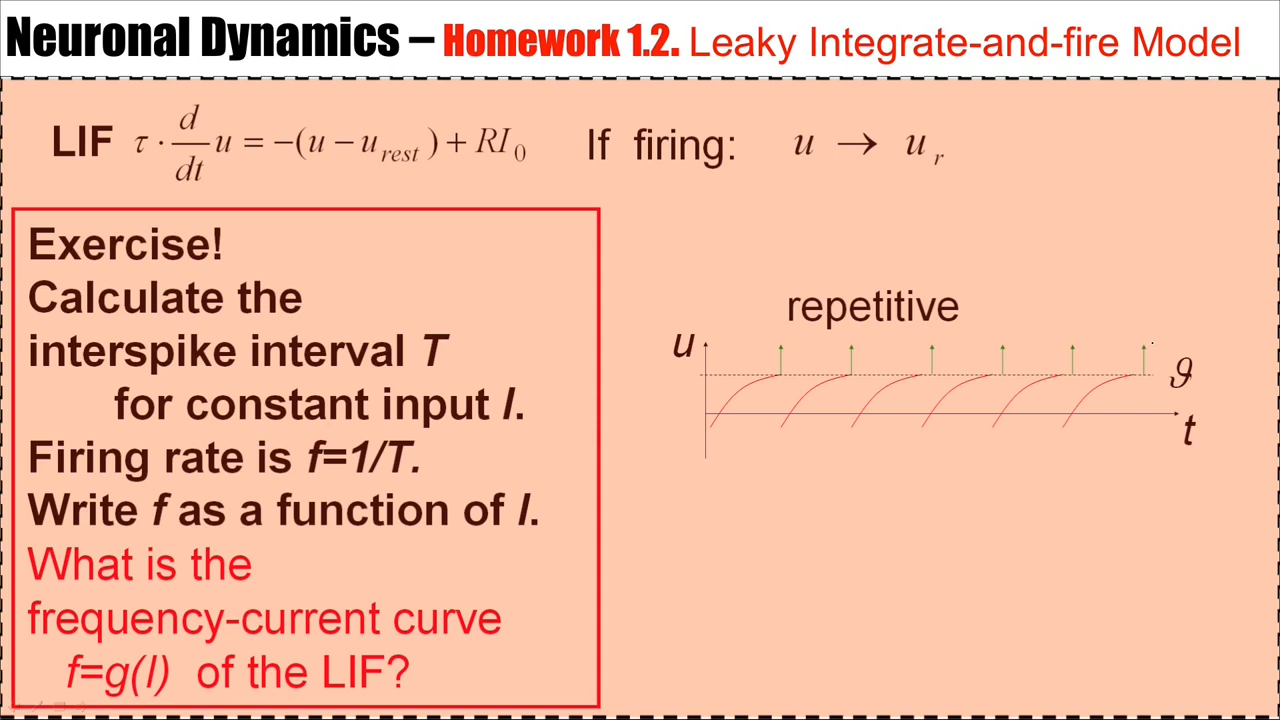 Neuronal Dynamics – Homework 1.2. Leaky Integrate-and-fire Model
LIF τ · d/dt u = −(u − u_rest) + RI_0 If firing: u → u_r
Exercise!
Calculate the
interspike interval T
for constant input I.
Firing rate is f=1/T.
Write f as a function of I.
What is the
frequency-current curve
f=g(I) of the LIF?
repetitive
u
ϑ
t